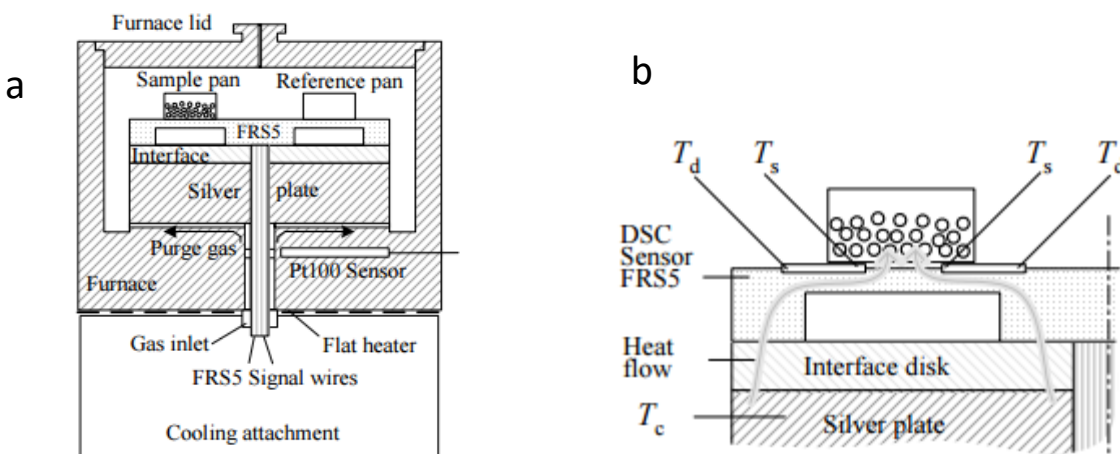 a
Furnace lid
Sample pan
Reference pan
FRS5
Interface
Silver plate
Purge gas
Pt100 Sensor
Furnace
Gas inlet
Flat heater
FRS5 Signal wires
Cooling attachment
b
Td Ts Ts
DSC
Sensor
FRS5
Heat
flow
Interface disk
Tc
Silver plate